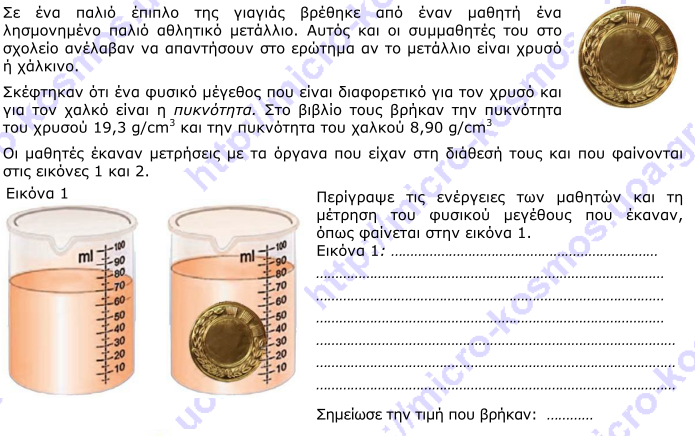 Σε ένα παλιό έπιπλο της γιαγιάς βρέθηκε από έναν μαθητή ένα
λησμονημένο παλιό αθλητικό μετάλλιο. Αυτός και οι συμμαθητές του στο
σχολείο ανέλαβαν να απαντήσουν στο ερώτημα αν το μετάλλιο είναι χρυσό
ή χάλκινο.
Σκέφτηκαν ότι ένα φυσικό μέγεθος που είναι διαφορετικό για τον χρυσό και
για τον χαλκό είναι η πυκνότητα. Στο βιβλίο τους βρήκαν την πυκνότητα
του χρυσού 19,3 g/cm³ και την πυκνότητα του χαλκού 8,90 g/cm³
Οι μαθητές έκαναν μετρήσεις με τα όργανα που είχαν στη διάθεσή τους και που φαίνονται
στις εικόνες 1 και 2.
Εικόνα 1
ml
100
90
80
70
60
50
40
30
20
10
ml
100
90
80
70
60
50
40
30
20
10
Περίγραψε τις ενέργειες των μαθητών και τη
μέτρηση του φυσικού μεγέθους που έκαναν,
όπως φαίνεται στην εικόνα 1.
Εικόνα 1: ……………………………………………………………
………………………………………………………………………………
………………………………………………………………………………
………………………………………………………………………………
…………………………………………………………………………………
…………………………………………………………………………………
…………………………………………………………………………………
Σημείωσε την τιμή που βρήκαν: …………
http://micro-kosmos.uoa.gr